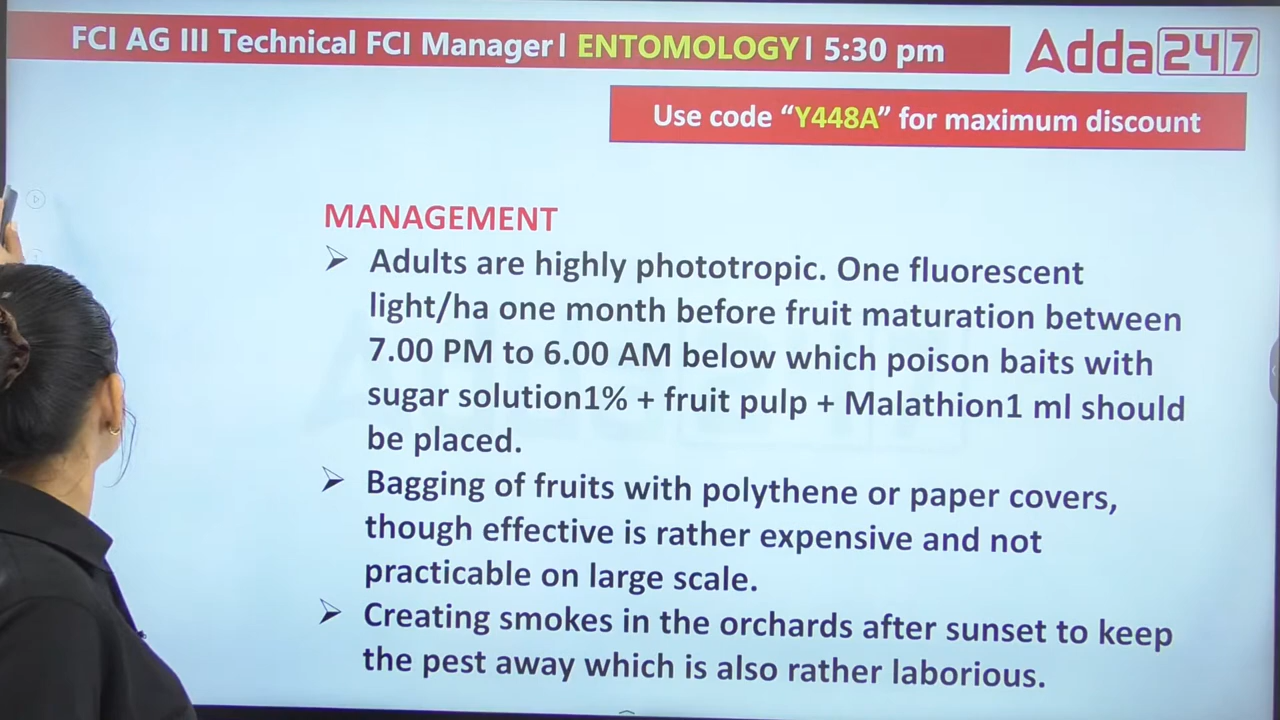 FCI AG III Technical FCI Manager| ENTOMOLOGY| 5:30 pm
Adda247
Use code “Y448A” for maximum discount
MANAGEMENT
➢ Adults are highly phototropic. One fluorescent
light/ha one month before fruit maturation between
7.00 PM to 6.00 AM below which poison baits with
sugar solution1% + fruit pulp + Malathion1 ml should
be placed.
➢ Bagging of fruits with polythene or paper covers,
though effective is rather expensive and not
practicable on large scale.
➢ Creating smokes in the orchards after sunset to keep
the pest away which is also rather laborious.